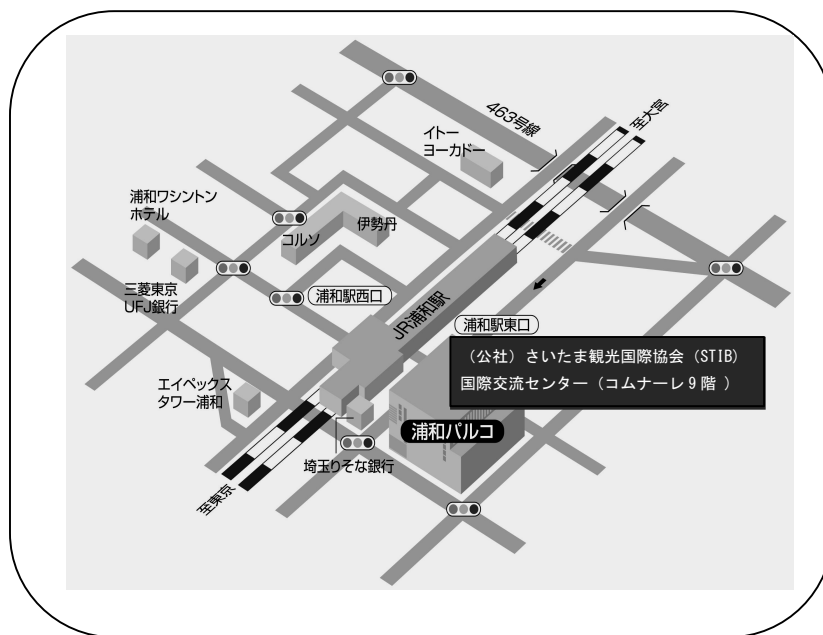 463号線
至大宮
イトー
ヨーカドー
浦和ワシントン
ホテル
伊勢丹
コルソ
三菱東京
UFJ銀行
浦和駅西口
JR浦和駅
浦和駅東口
（公社）さいたま観光国際協会（STIB）
国際交流センター（コムナーレ9階 ）
エイペックス
タワー浦和
浦和パルコ
埼玉りそな銀行
至東京